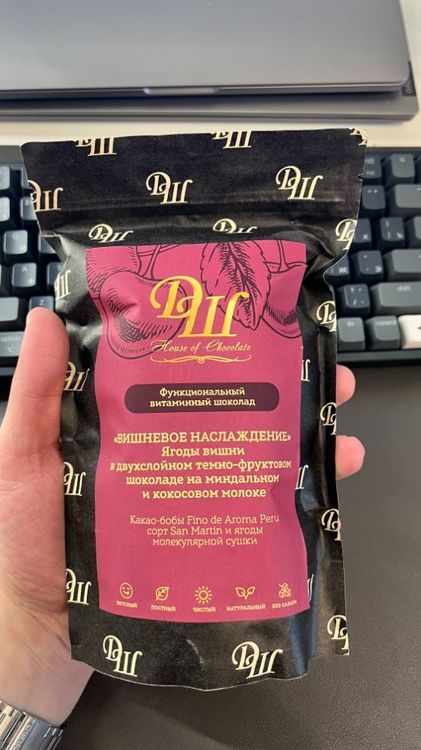 ДШ
House of Chocolate
Функциональный
витаминный шоколад
«ВИШНЕВОЕ НАСЛАЖДЕНИЕ»
Ягоды вишни
в двухслойном темно-фруктовом
шоколаде на миндальном
и кокосовом молоке
Какао-бобы Fino de Aroma Peru
сорт San Martin и ягоды
молекулярной сушки
ВКУСНЫЙ ПОСТНЫЙ ЧИСТЫЙ НАТУРАЛЬНЫЙ БЕЗ САХАРА